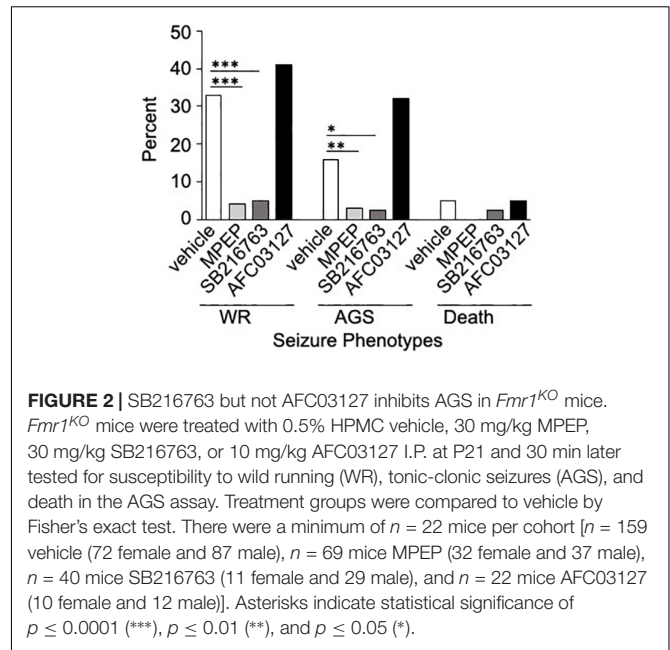 50
40
30
20
10
0
Percent
***
***
*
**
vehicle
MPEP
SB216763
AFC03127
vehicle
MPEP
SB216763
AFC03127
vehicle
MPEP
SB216763
AFC03127
WR AGS Death
Seizure Phenotypes
FIGURE 2 | SB216763 but not AFC03127 inhibits AGS in Fmr1KO mice.
Fmr1KO mice were treated with 0.5% HPMC vehicle, 30 mg/kg MPEP,
30 mg/kg SB216763, or 10 mg/kg AFC03127 I.P. at P21 and 30 min later
tested for susceptibility to wild running (WR), tonic-clonic seizures (AGS), and
death in the AGS assay. Treatment groups were compared to vehicle by
Fisher's exact test. There were a minimum of n = 22 mice per cohort [n = 159
vehicle (72 female and 87 male), n = 69 mice MPEP (32 female and 37 male),
n = 40 mice SB216763 (11 female and 29 male), and n = 22 mice AFC03127
(10 female and 12 male)]. Asterisks indicate statistical significance of
p ≤ 0.0001 (***), p ≤ 0.01 (**), and p ≤ 0.05 (*).